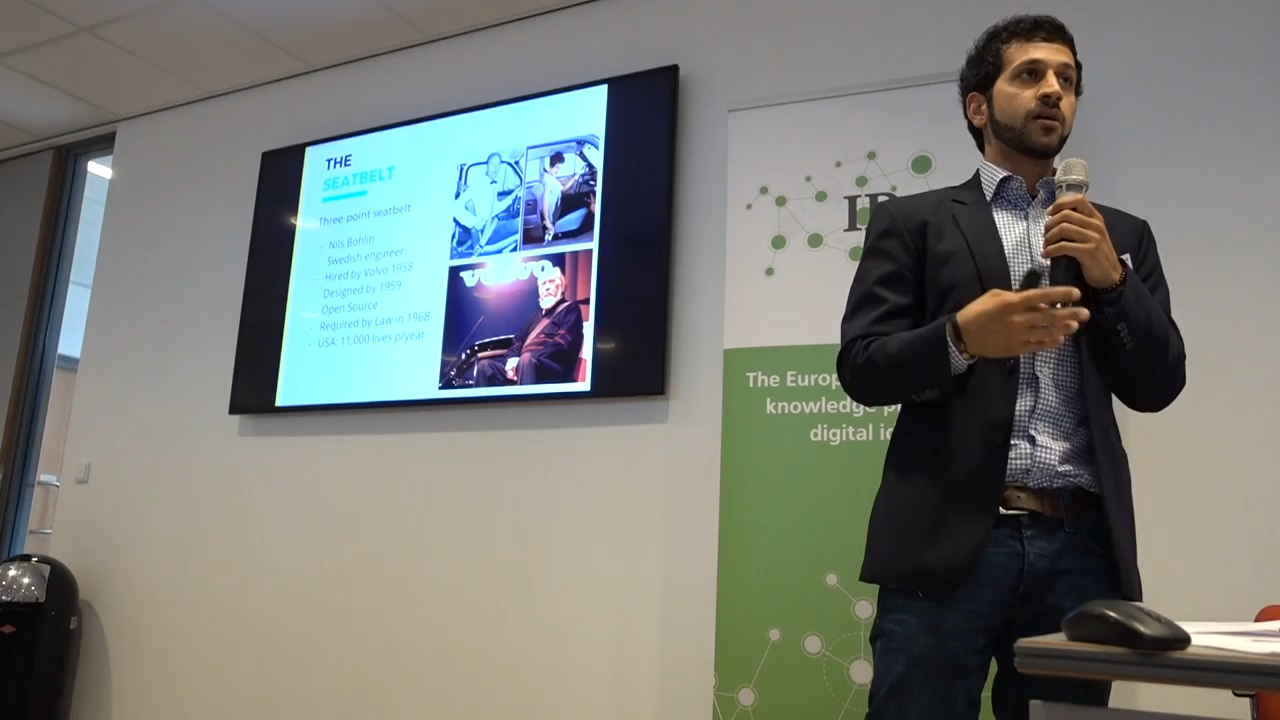 THE
SEATBELT
Three-point seatbelt
- Nils Bohlin
Swedish engineer
- Hired by Volvo 1958
- Designed by 1959
- Open Source
- Required by Law in 1968
- USA: 11,000 lives p/year
VOLVO
The Europ
knowledge p
digital